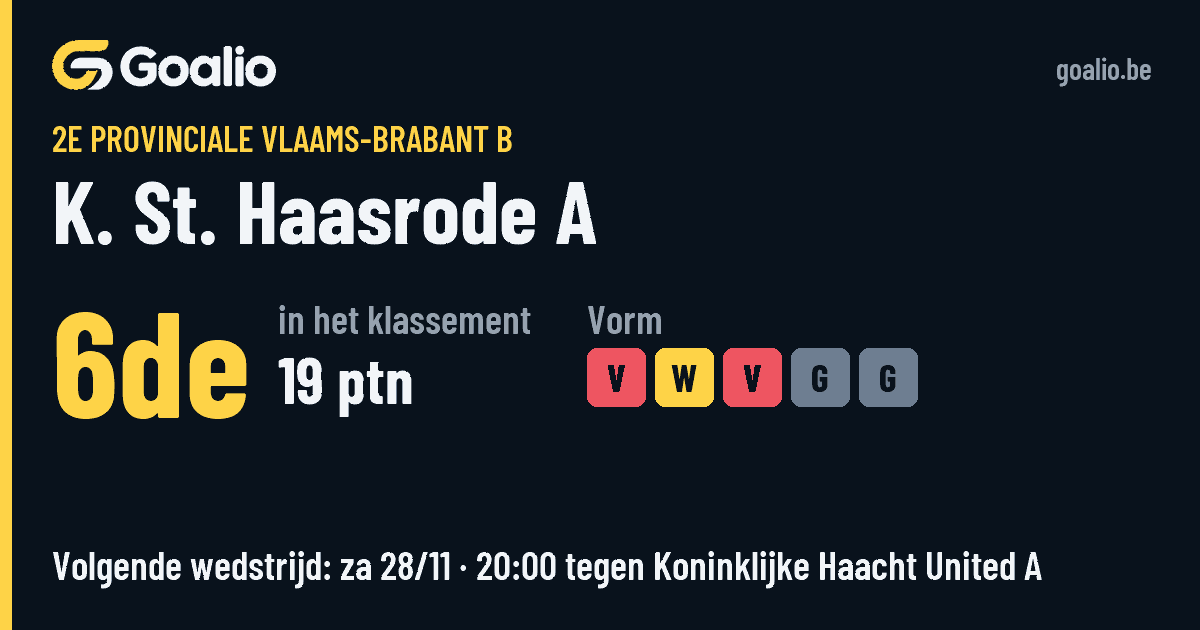 Goalio
goalio.be
2E PROVINCIALE VLAAMS-BRABANT B
K. St. Haasrode A
6de
in het klassement
19 ptn
Vorm
V W V G G
Volgende wedstrijd: za 28/11 · 20:00 tegen Koninklijke Haacht United A